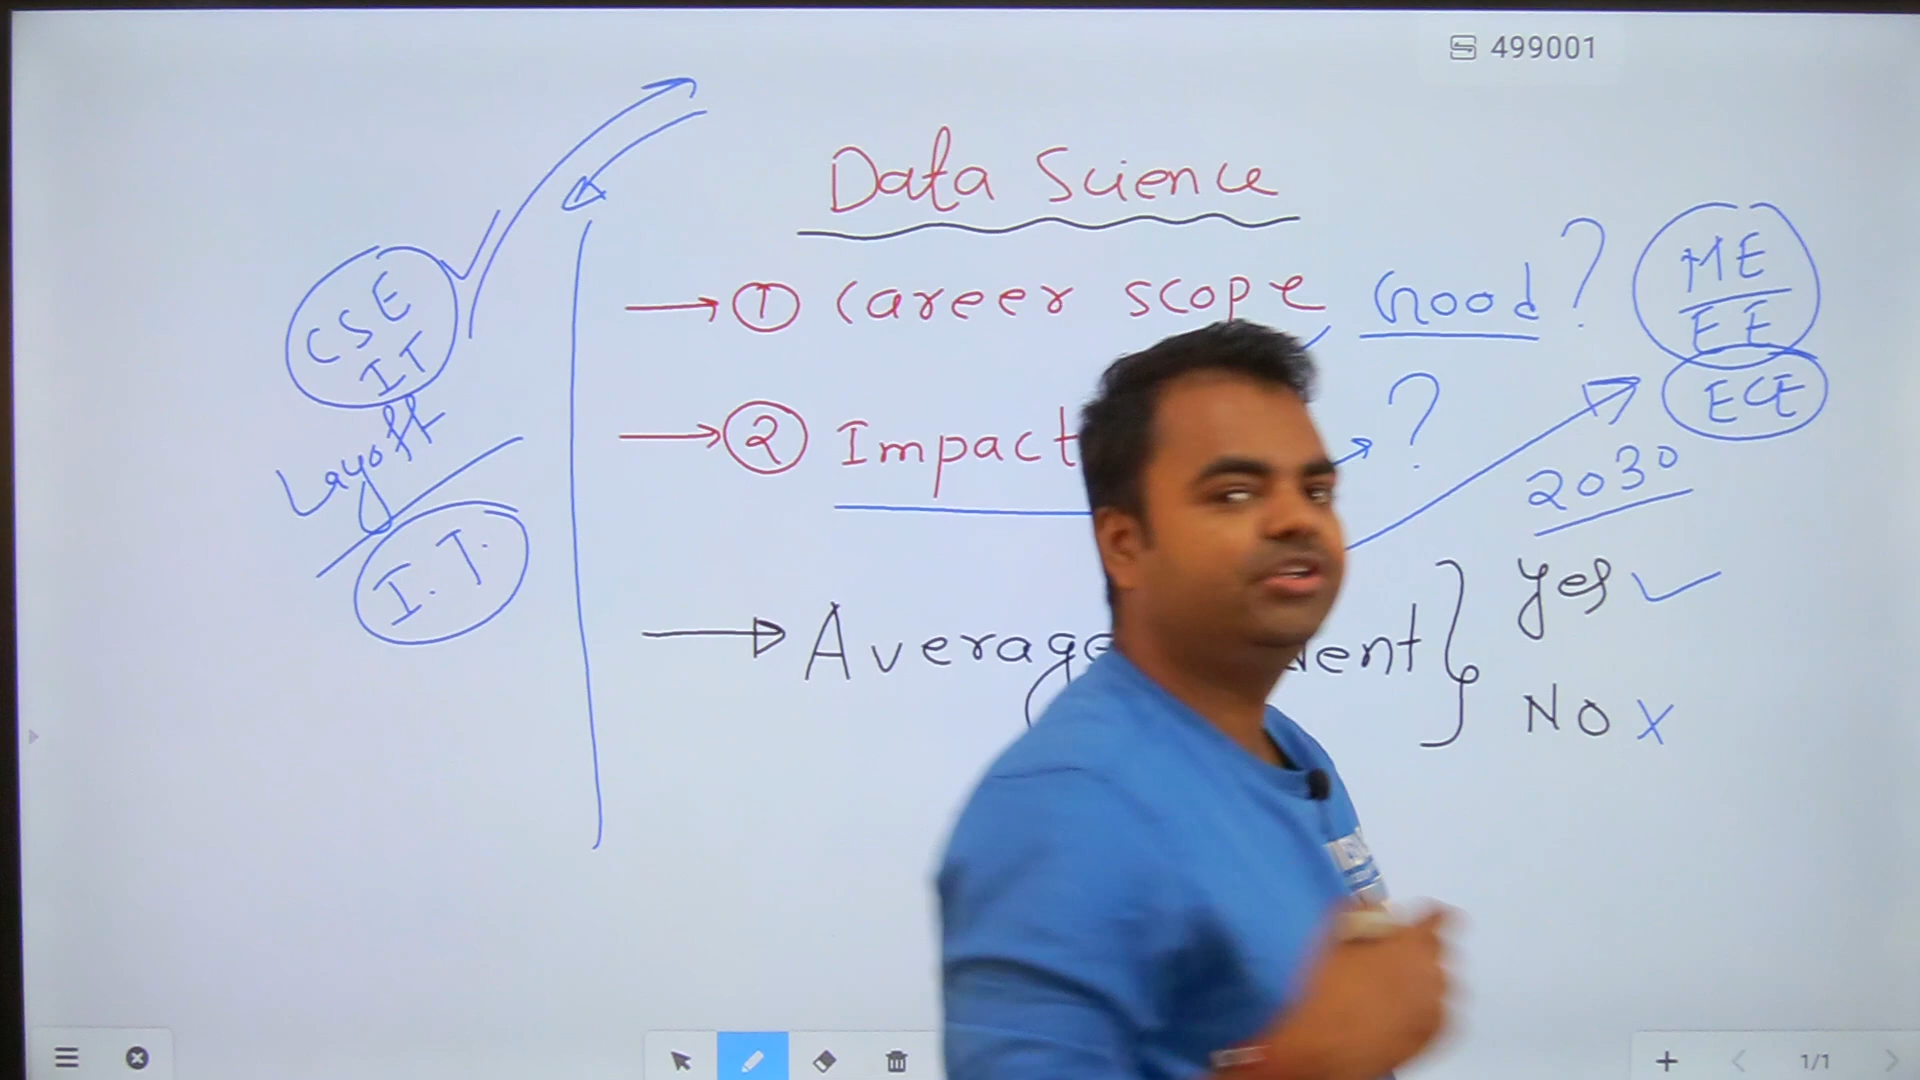 499001
Data Science
① Career scope Good ?
② Impact ?
Average
CSE
IT
Layoff
I.T.
ME
EE
ECE
2030
Yes ✓
NO X
1/1